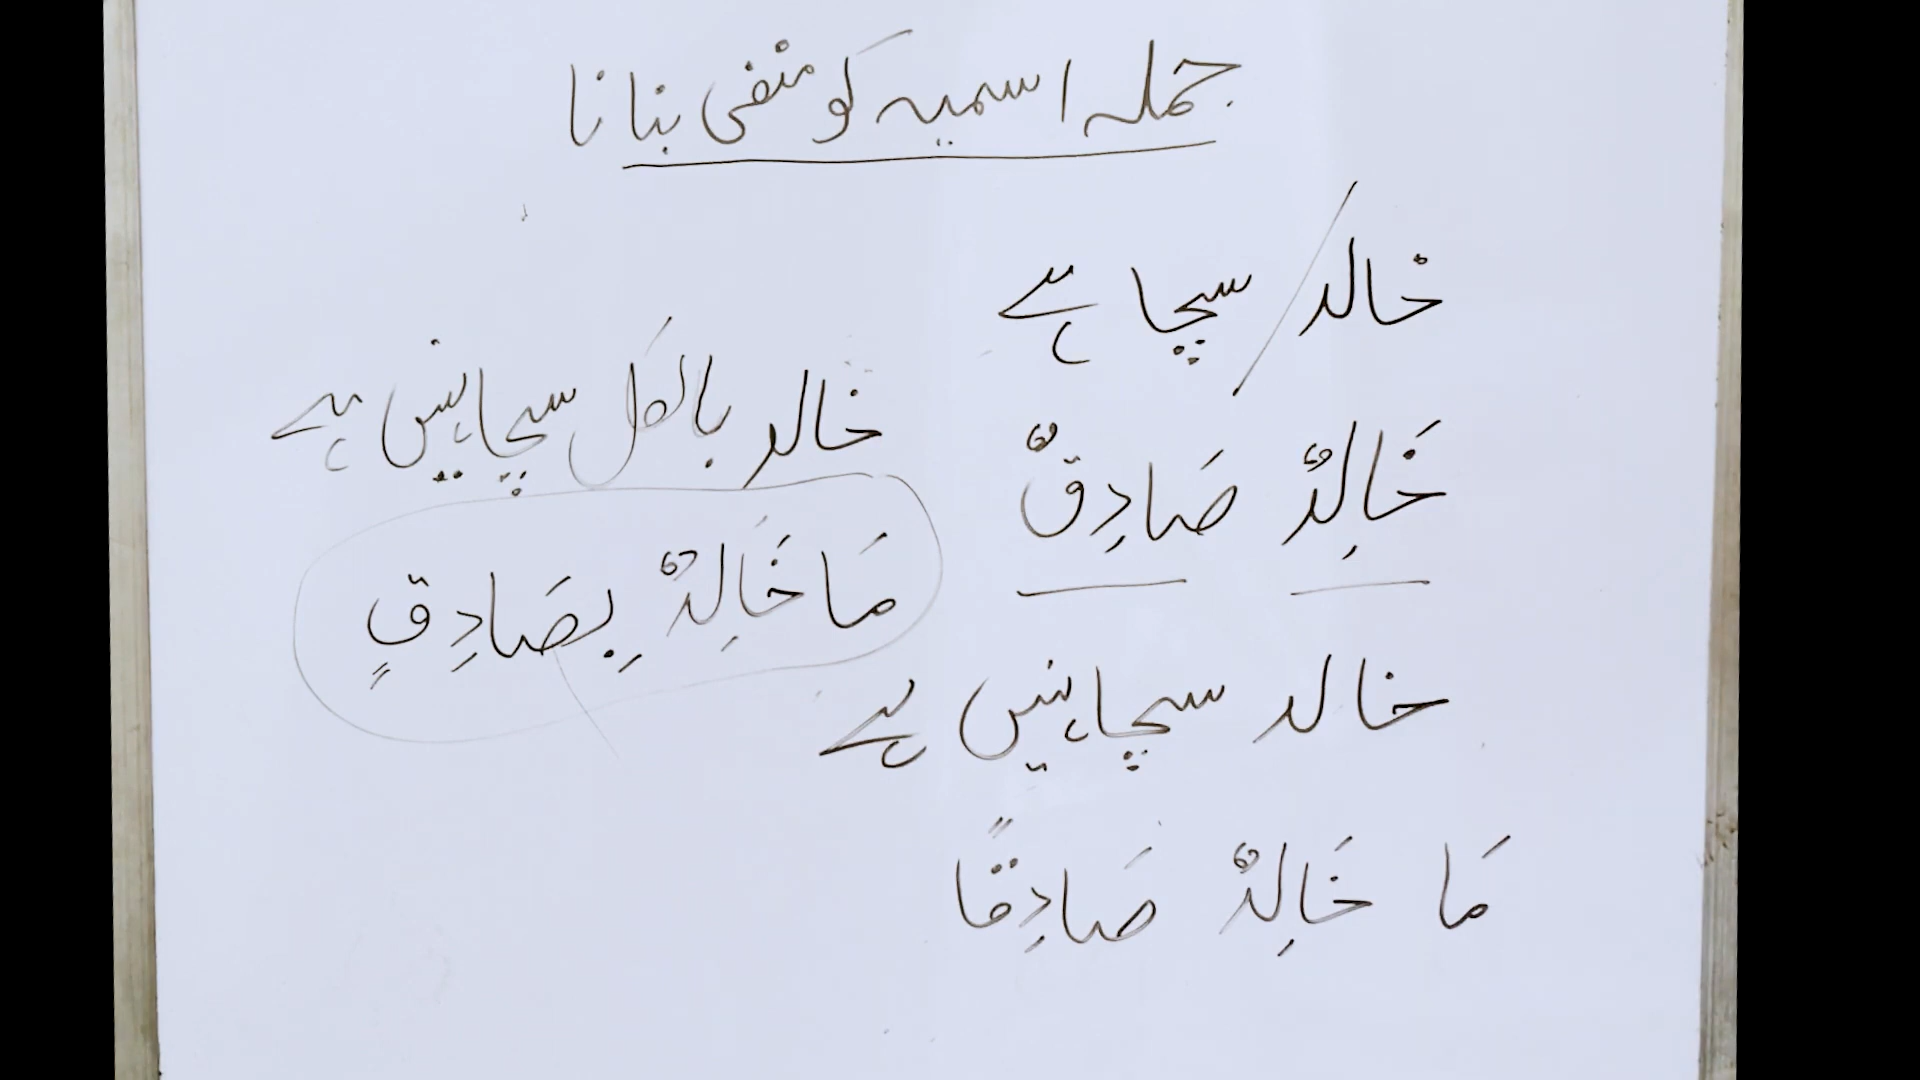 جملہ اسمیہ کو منفی بنانا
خالد سچا ہے
خَالِدٌ صَادِقٌ
خالد سچا نہیں ہے
مَا خَالِدٌ صَادِقًا
خالد بالکل سچا نہیں ہے
مَا خَالِدٌ بِصَادِقٍ